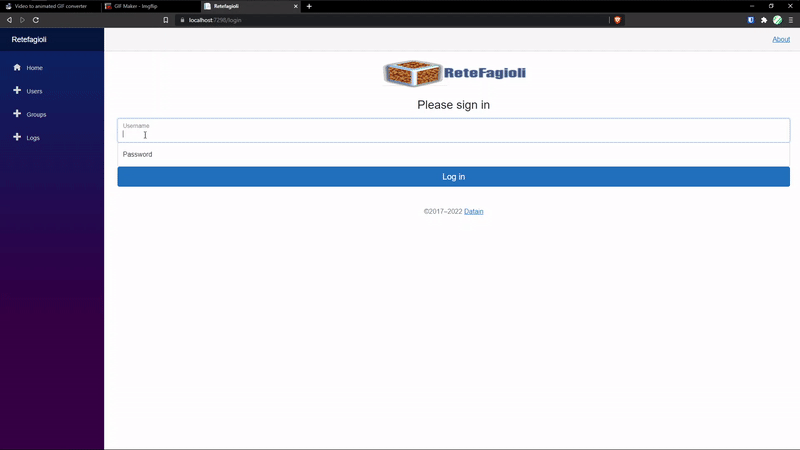 Video to animated GIF converter
GIF Maker - Imgflip
Retefagioli
localhost:7298/login
Retefagioli
About
Home
Users
Groups
Logs
ReteFagioli
Please sign in
Username
Password
Log in
©2017–2022 Datain